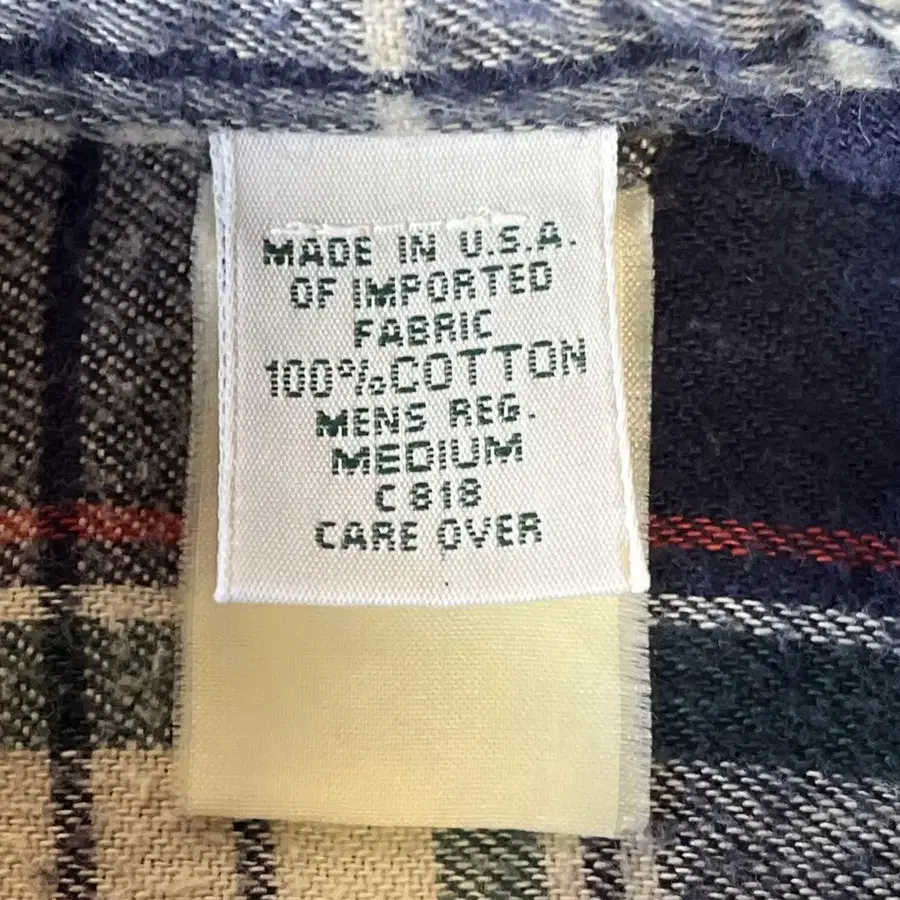 MADE IN U.S.A.
OF IMPORTED
FABRIC
100% COTTON
MENS REG.
MEDIUM
C 818
CARE OVER